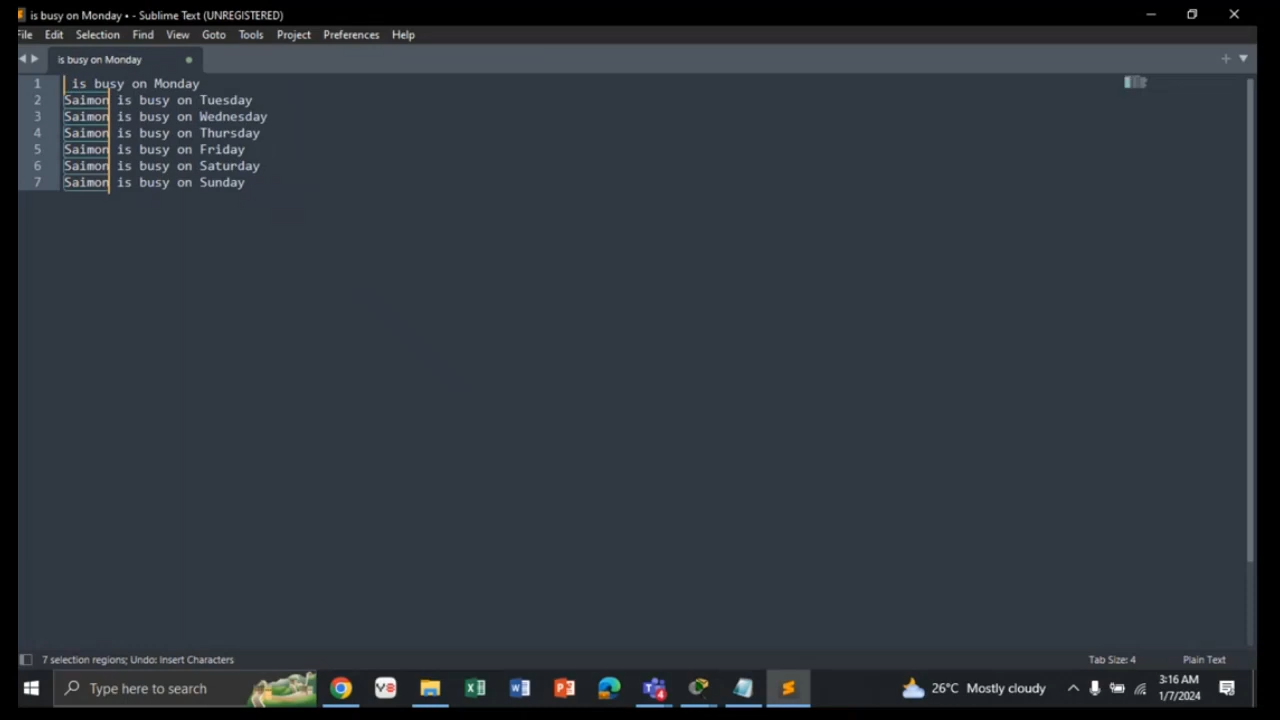 is busy on Monday • - Sublime Text (UNREGISTERED)
File Edit Selection Find View Goto Tools Project Preferences Help
is busy on Monday
1 is busy on Monday
2 Saimon is busy on Tuesday
3 Saimon is busy on Wednesday
4 Saimon is busy on Thursday
5 Saimon is busy on Friday
6 Saimon is busy on Saturday
7 Saimon is busy on Sunday
7 selection regions; Undo: Insert Characters Tab Size: 4 Plain Text
Type here to search 4 26°C Mostly cloudy 3:16 AM
1/7/2024